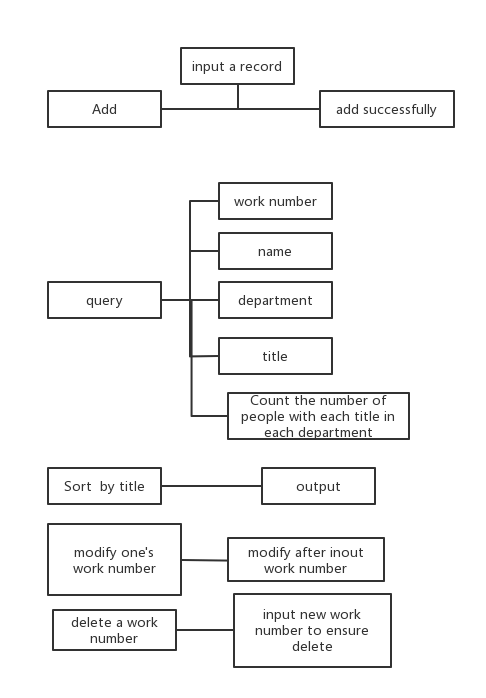 input a record
Add
add successfully
work number
name
query
department
title
Count the number of
people with each title in
each department
Sort  by title
output
modify one's
work number
modify after inout
work number
delete a work
number
input new work
number to ensure
delete